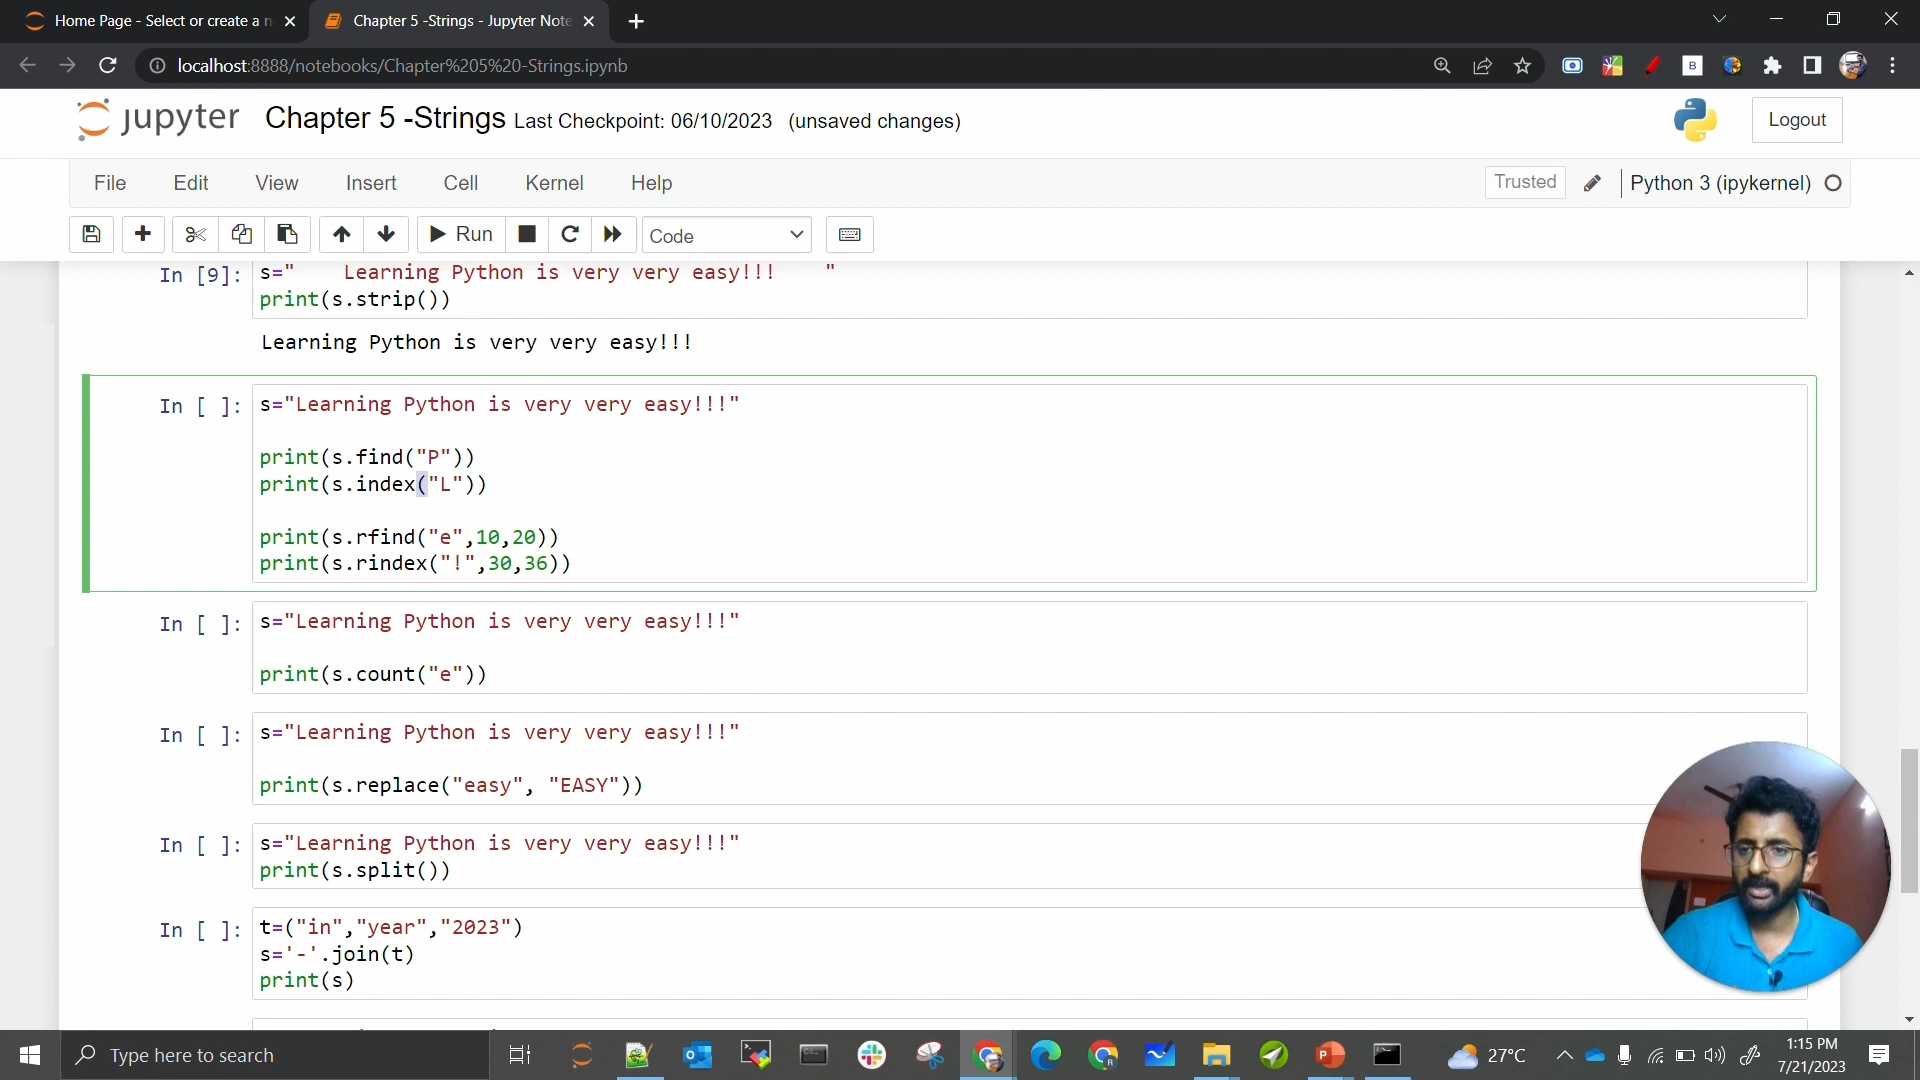 Home Page - Select or create a n
Chapter 5 -Strings - Jupyter Note
localhost:8888/notebooks/Chapter%205%20-Strings.ipynb
B
jupyter Chapter 5 -Strings Last Checkpoint: 06/10/2023 (unsaved changes)
Logout
File Edit View Insert Cell Kernel Help
Trusted Python 3 (ipykernel)
Run Code
In [9]: s="    Learning Python is very very easy!!!    "
print(s.strip())
Learning Python is very very easy!!!
In [ ]: s="Learning Python is very very easy!!!"
print(s.find("P"))
print(s.index("L"))
print(s.rfind("e",10,20))
print(s.rindex("!",30,36))
In [ ]: s="Learning Python is very very easy!!!"
print(s.count("e"))
In [ ]: s="Learning Python is very very easy!!!"
print(s.replace("easy", "EASY"))
In [ ]: s="Learning Python is very very easy!!!"
print(s.split())
In [ ]: t=("in","year","2023")
s='-'.join(t)
print(s)
Type here to search
27°C
1:15 PM
7/21/2023